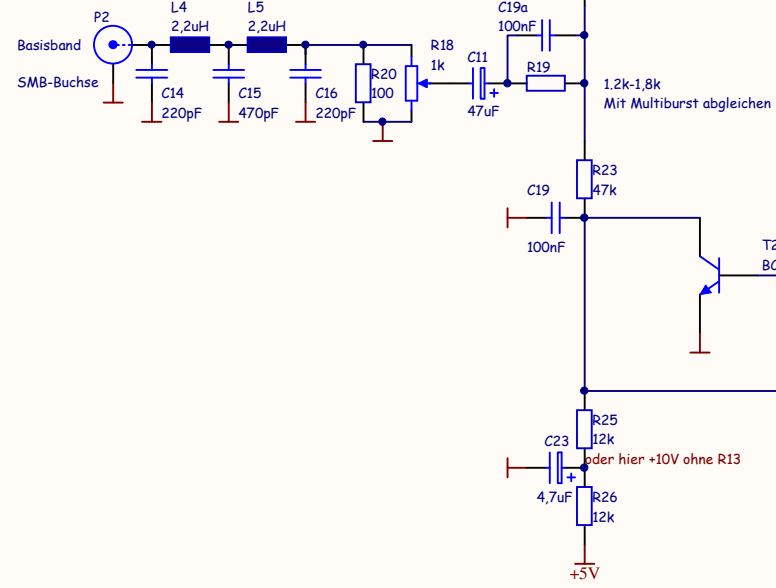 P2
L4
2,2uH
L5
2,2uH
C19a
100nF
Basisband
SMB-Buchse
C14
220pF
C15
470pF
C16
220pF
R20
100
R18
1k
C11
+
47uF
R19
1.2k-1,8k
Mit Multiburst abgleichen
R23
47k
C19
100nF
R25
12k
C23
oder hier +10V ohne R13
+
4,7uF
R26
12k
+5V